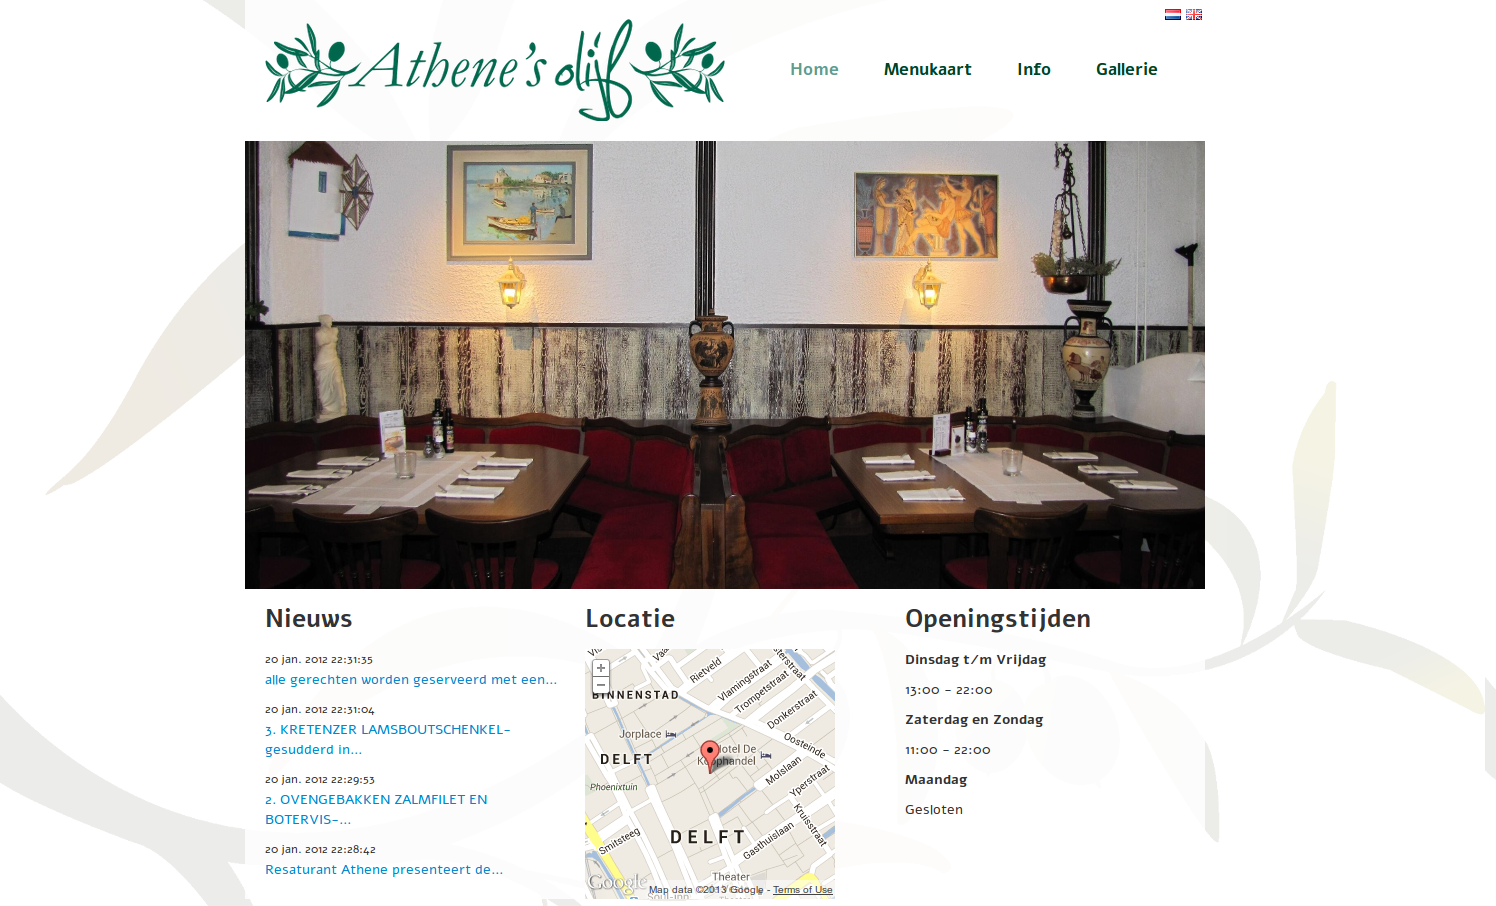 Athene's olijf
Home Menukaart Info Gallerie
Nieuws
20 jan. 2012 22:31:35
alle gerechten worden geserveerd met een...
20 jan. 2012 22:31:04
3. KRETENZER LAMSBOUTSCHENKEL-
gesudderd in...
20 jan. 2012 22:29:53
2. OVENGEBAKKEN ZALMFILET EN
BOTERVIS-...
20 jan. 2012 22:28:42
Resaturant Athene presenteert de...
Locatie
Rietveld
Vlamingstraat
Trompetstraat
BINNENSTAD
Donkerstraat
Jorplace
Oosteinde
Hotel De
Koophandel
DELFT
Molslaan
Phoenixtuin
Yperstraat
Kruisstraat
DELFT
Smitsteeg
Gasthuislaan
Theater
Google
Map data ©2013 Google - Terms of Use
Openingstijden
Dinsdag t/m Vrijdag
13:00 - 22:00
Zaterdag en Zondag
11:00 - 22:00
Maandag
Gesloten